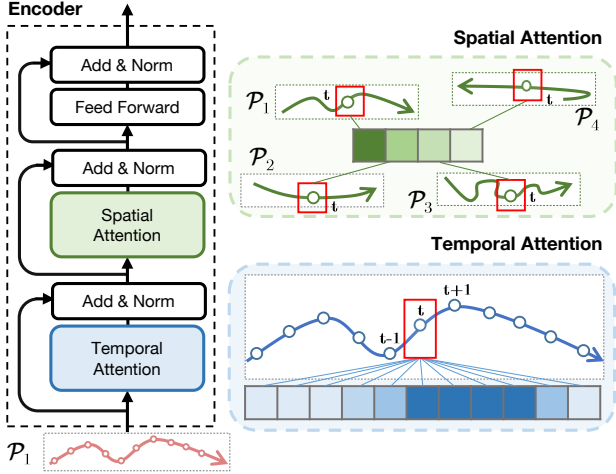 Encoder
Add & Norm
Feed Forward
Add & Norm
Spatial
Attention
Add & Norm
Temporal
Attention
𝒫₁
Spatial Attention
𝒫₁
t
t
𝒫₄
𝒫₂
t
𝒫₃
t
Temporal Attention
t-1
t
t+1